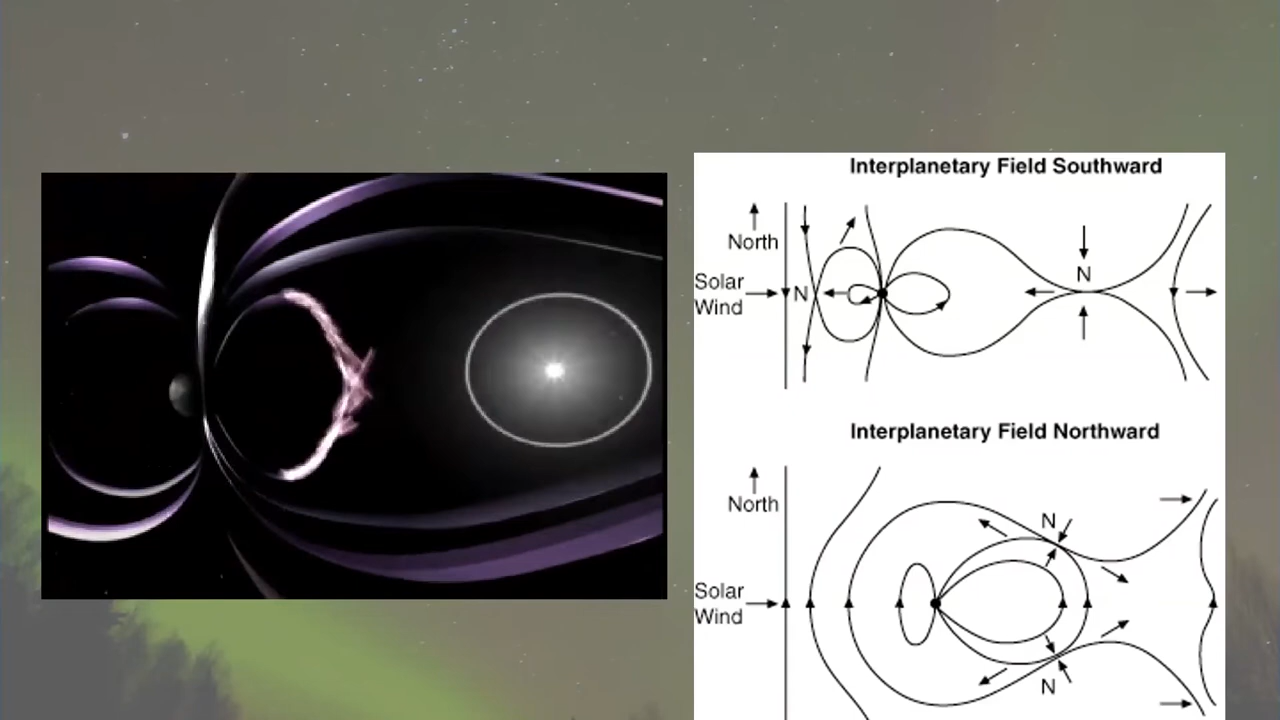 Interplanetary Field Southward
North
Solar
Wind
N
N
Interplanetary Field Northward
North
N
Solar
Wind
N